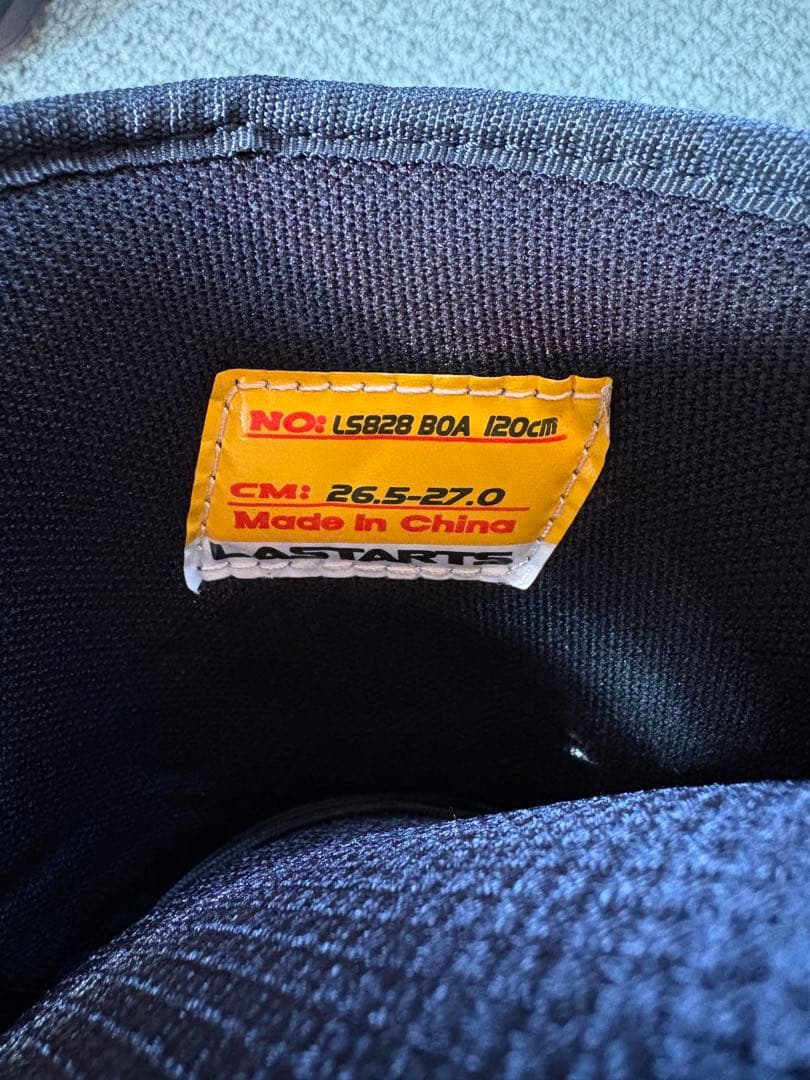 NO: LS828 BOA 120cm
CM: 26.5-27.0
Made In China
LASTARTS